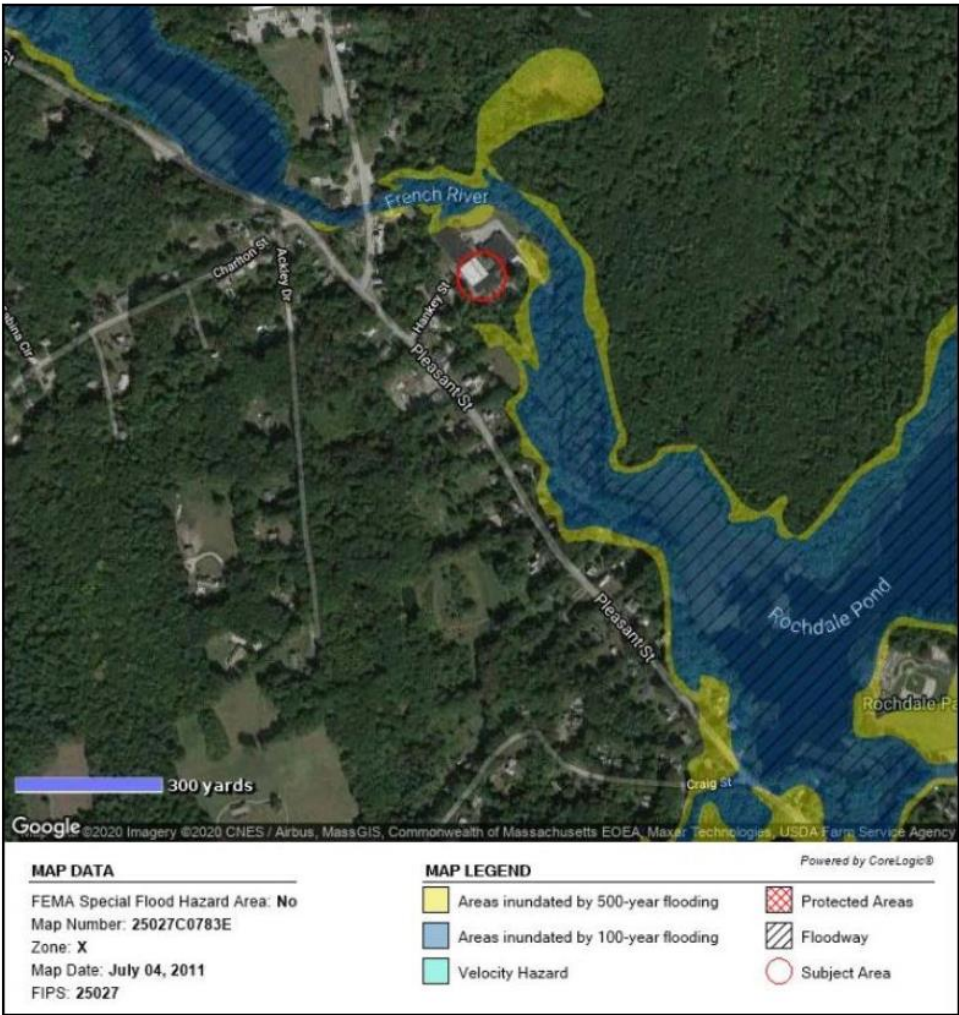 St
French River
Charlton St
Ackley Dr
Hankey St
abina Cir
Pleasant St
Pleasant St
Rochdale Pond
Rochdale Pa
Craig St
300 yards
Google
©2020 Imagery ©2020 CNES / Airbus, MassGIS, Commonwealth of Massachusetts EOEA, Maxar Technologies, USDA Farm Service Agency
Powered by CoreLogic®
MAP DATA
FEMA Special Flood Hazard Area: No
Map Number: 25027C0783E
Zone: X
Map Date: July 04, 2011
FIPS: 25027
MAP LEGEND
Areas inundated by 500-year flooding
Areas inundated by 100-year flooding
Velocity Hazard
Protected Areas
Floodway
Subject Area